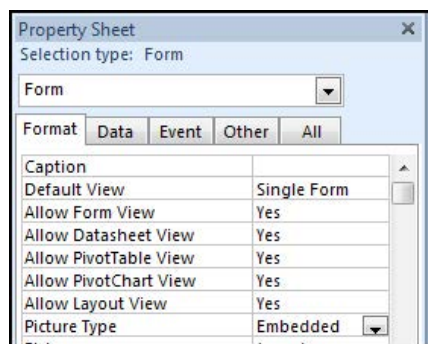 Property Sheet
Selection type: Form
Form
Format Data Event Other All
Caption
Default View Single Form
Allow Form View Yes
Allow Datasheet View Yes
Allow PivotTable View Yes
Allow PivotChart View Yes
Allow Layout View Yes
Picture Type Embedded